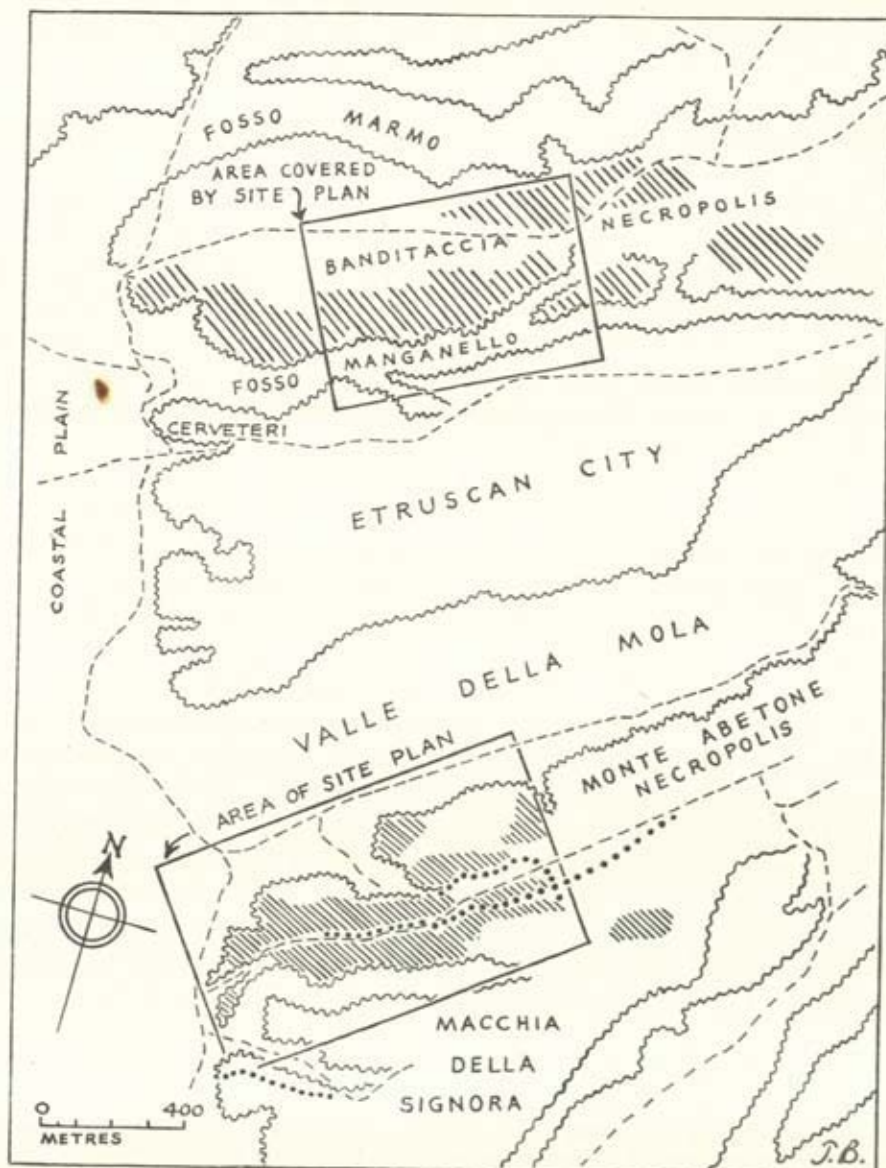 FOSSO MARMO
AREA COVERED
BY SITE PLAN
NECROPOLIS
BANDITACCIA
MANGANELLO
FOSSO
CERVETERI
COASTAL PLAIN
ETRUSCAN CITY
VALLE DELLA MOLA
AREA OF SITE PLAN
MONTE ABETONE
NECROPOLIS
N
MACCHIA
DELLA
SIGNORA
0 400
METRES
J.B.